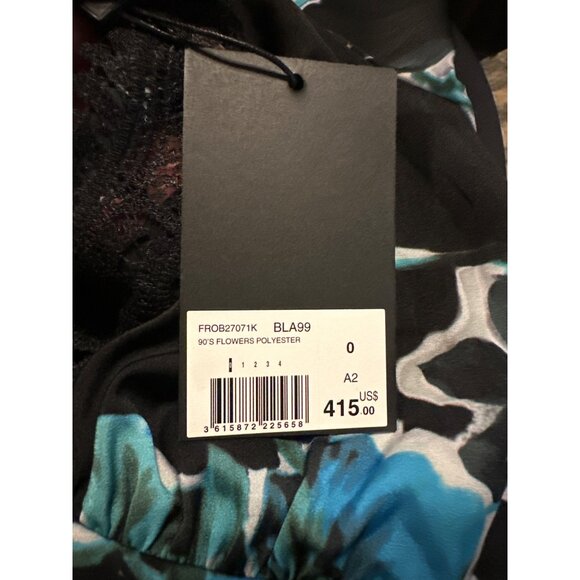 FROB27071K BLA99
90'S FLOWERS POLYESTER
0
1 2 3 4
A2
415 US$ .00
3 615872 225658